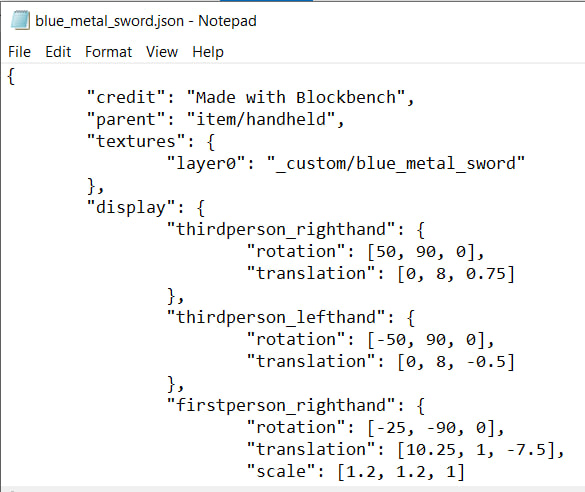 blue_metal_sword.json - Notepad
File Edit Format View Help
{
"credit": "Made with Blockbench",
"parent": "item/handheld",
"textures": {
"layer0": "_custom/blue_metal_sword"
},
"display": {
"thirdperson_righthand": {
"rotation": [50, 90, 0],
"translation": [0, 8, 0.75]
},
"thirdperson_lefthand": {
"rotation": [-50, 90, 0],
"translation": [0, 8, -0.5]
},
"firstperson_righthand": {
"rotation": [-25, -90, 0],
"translation": [10.25, 1, -7.5],
"scale": [1.2, 1.2, 1]